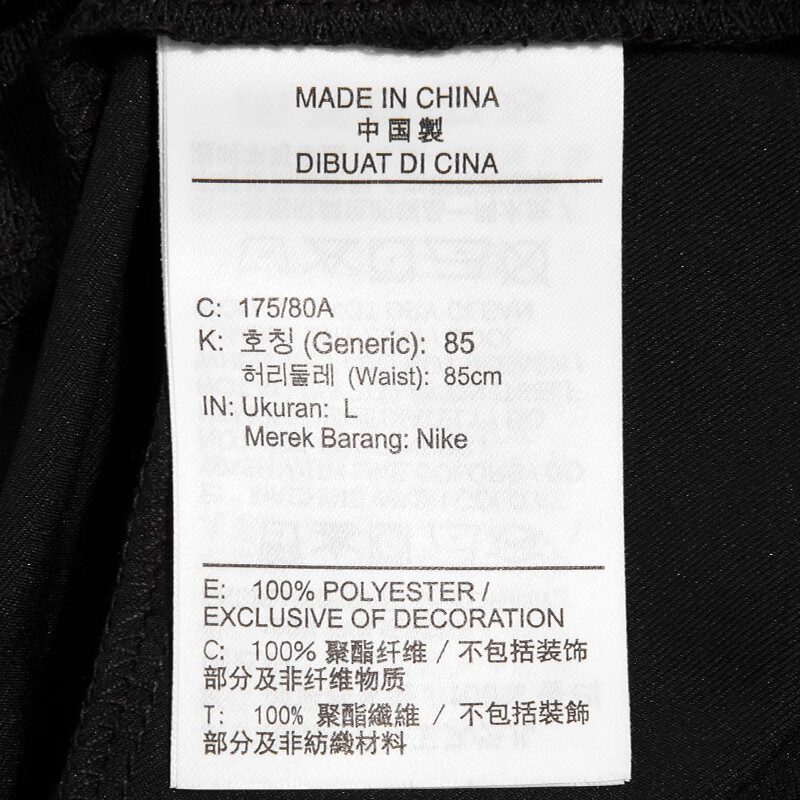 MADE IN CHINA
中国製
DIBUAT DI CINA
C: 175/80A
K: 호칭 (Generic): 85
허리둘레 (Waist): 85cm
IN: Ukuran: L
Merek Barang: Nike
E: 100% POLYESTER /
EXCLUSIVE OF DECORATION
C: 100% 聚酯纤维 / 不包括装饰
部分及非纤维物质
T: 100% 聚酯纖維 / 不包括裝飾
部分及非紡織材料